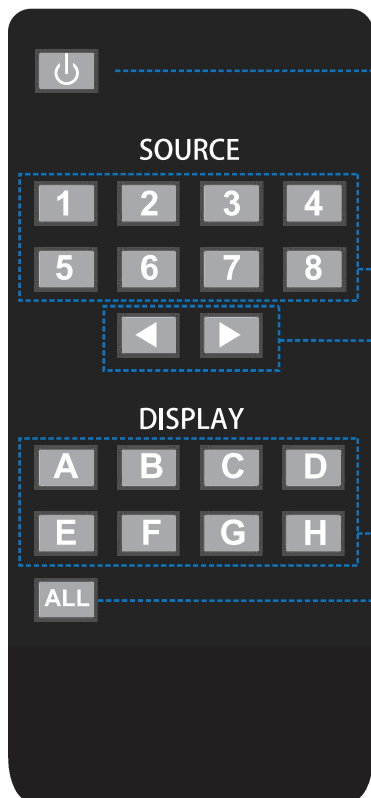 SOURCE
1 2 3 4
5 6 7 8
DISPLAY
A B C D
E F G H
ALL